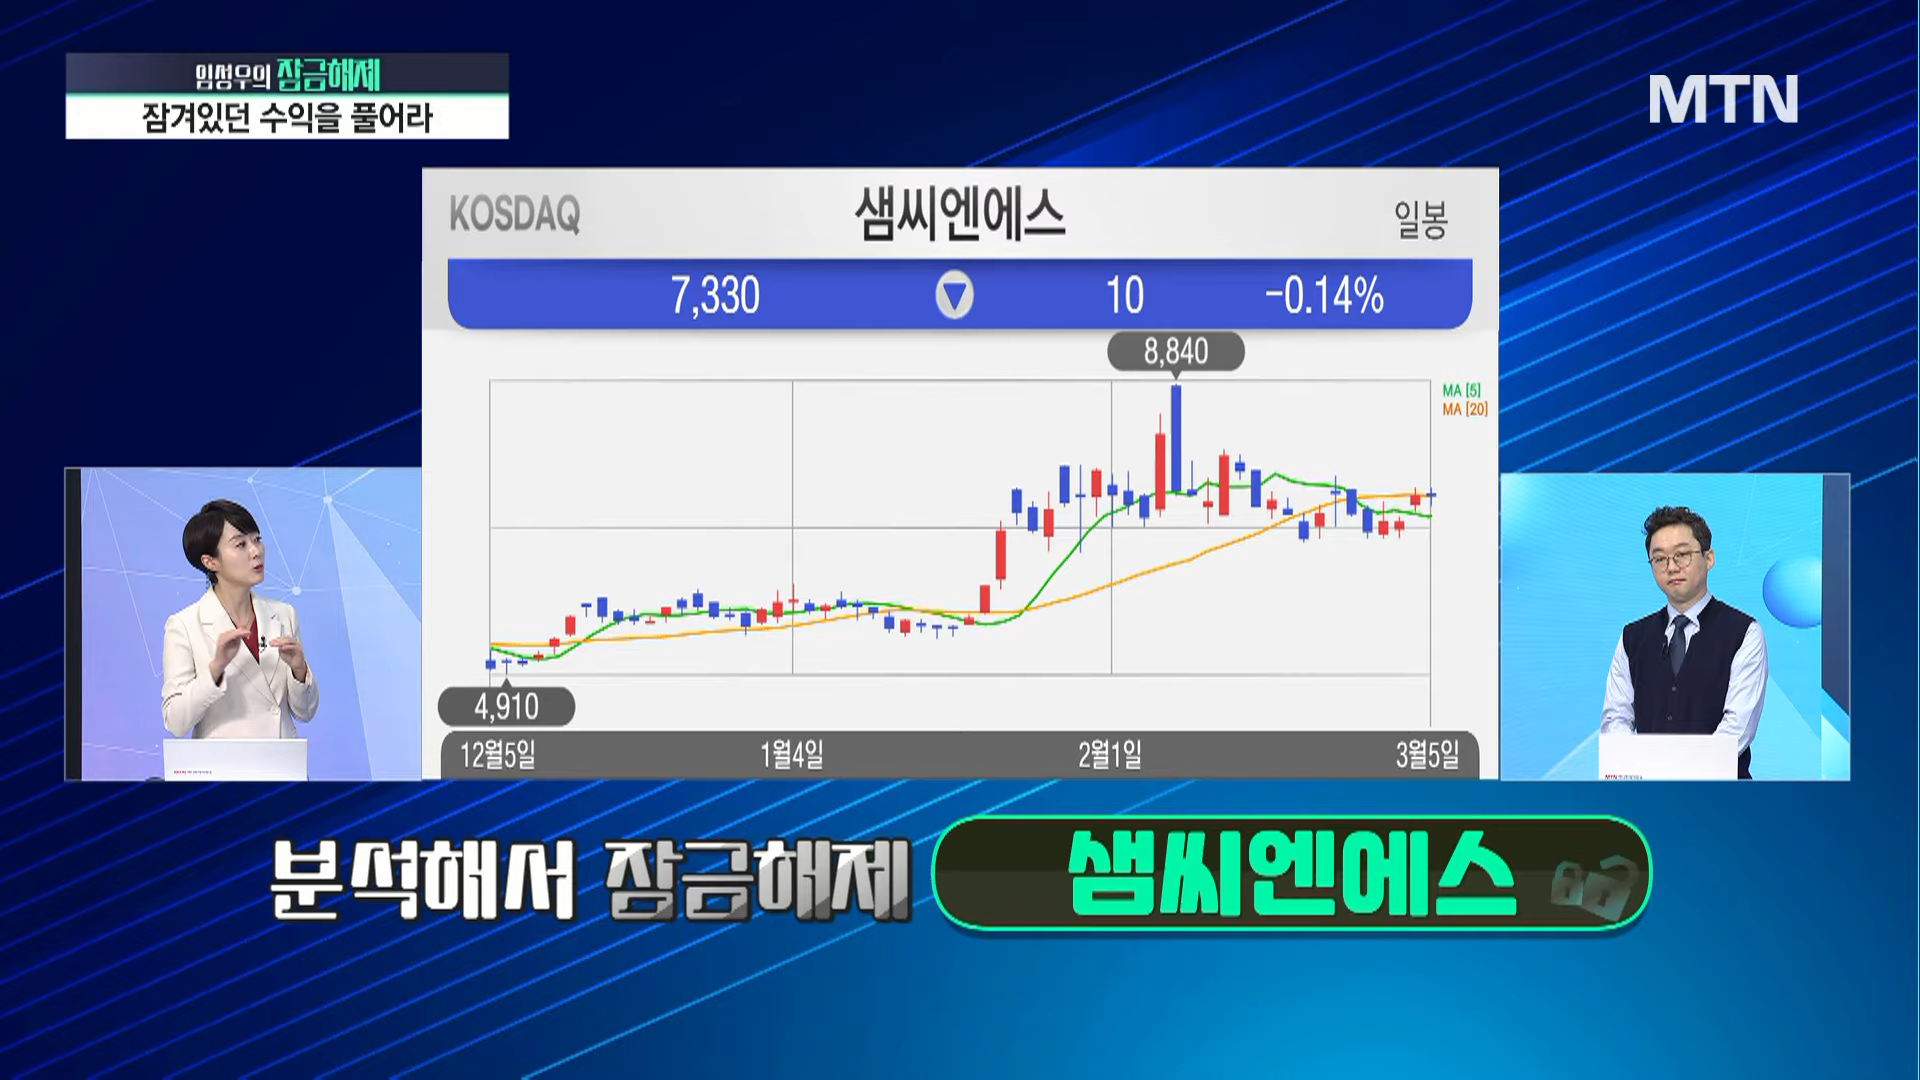 임성우의 잠금해제
잠겨있던 수익을 풀어라
MTN
KOSDAQ
샘씨엔에스
일봉
7,330
▼
10
-0.14%
8,840
MA [5]
MA [20]
4,910
12월5일
1월4일
2월1일
3월5일
분석해서 잠금해제
샘씨엔에스